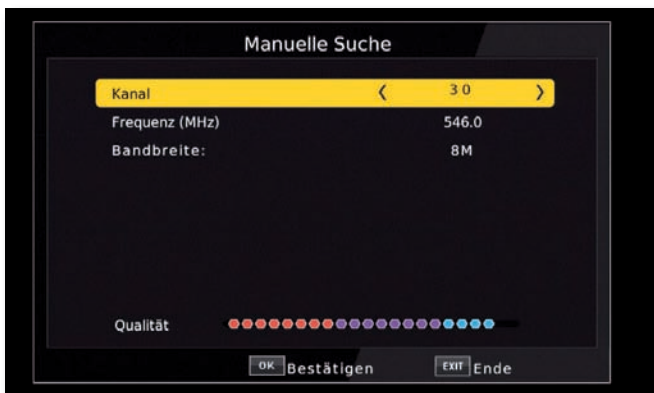 Manuelle Suche
Kanal 30
Frequenz (MHz) 546.0
Bandbreite: 8M
Qualität
OK Bestätigen EXIT Ende